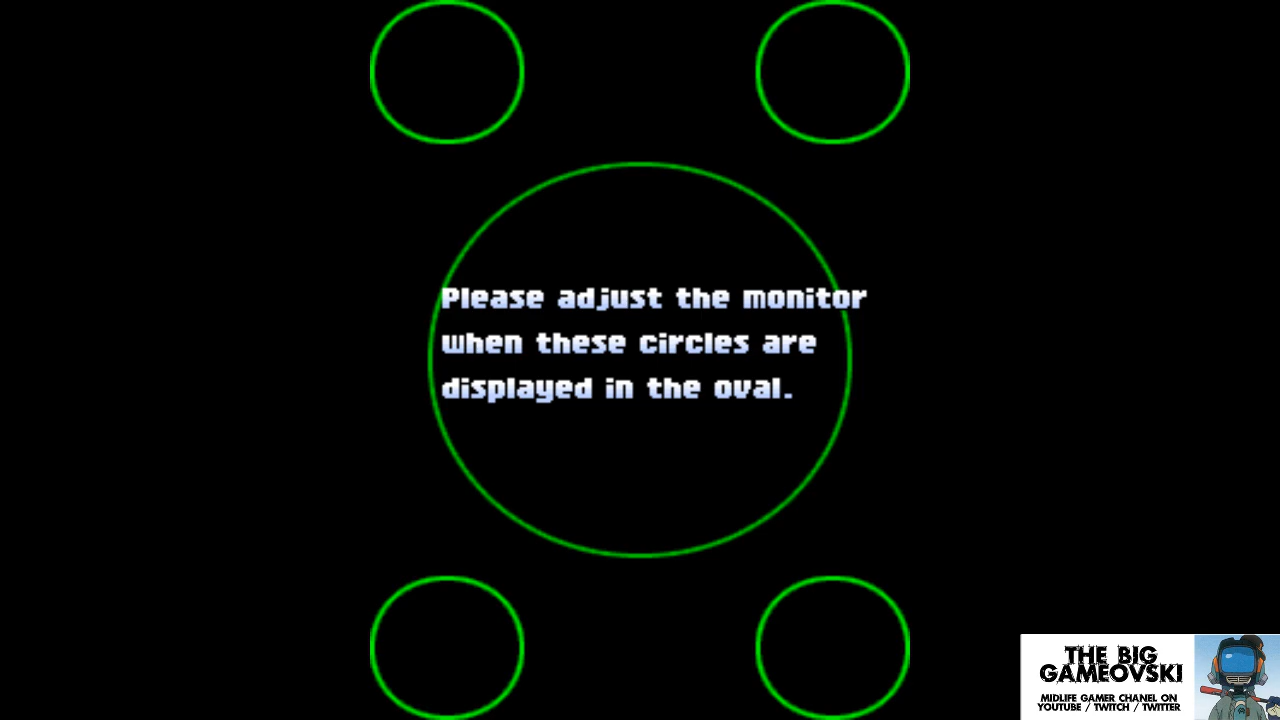 Please adjust the monitor
when these circles are
displayed in the oval.
THE BIG
GAMEOVSKI
MIDLIFE GAMER CHANEL ON
YOUTUBE / TWITCH / TWITTER